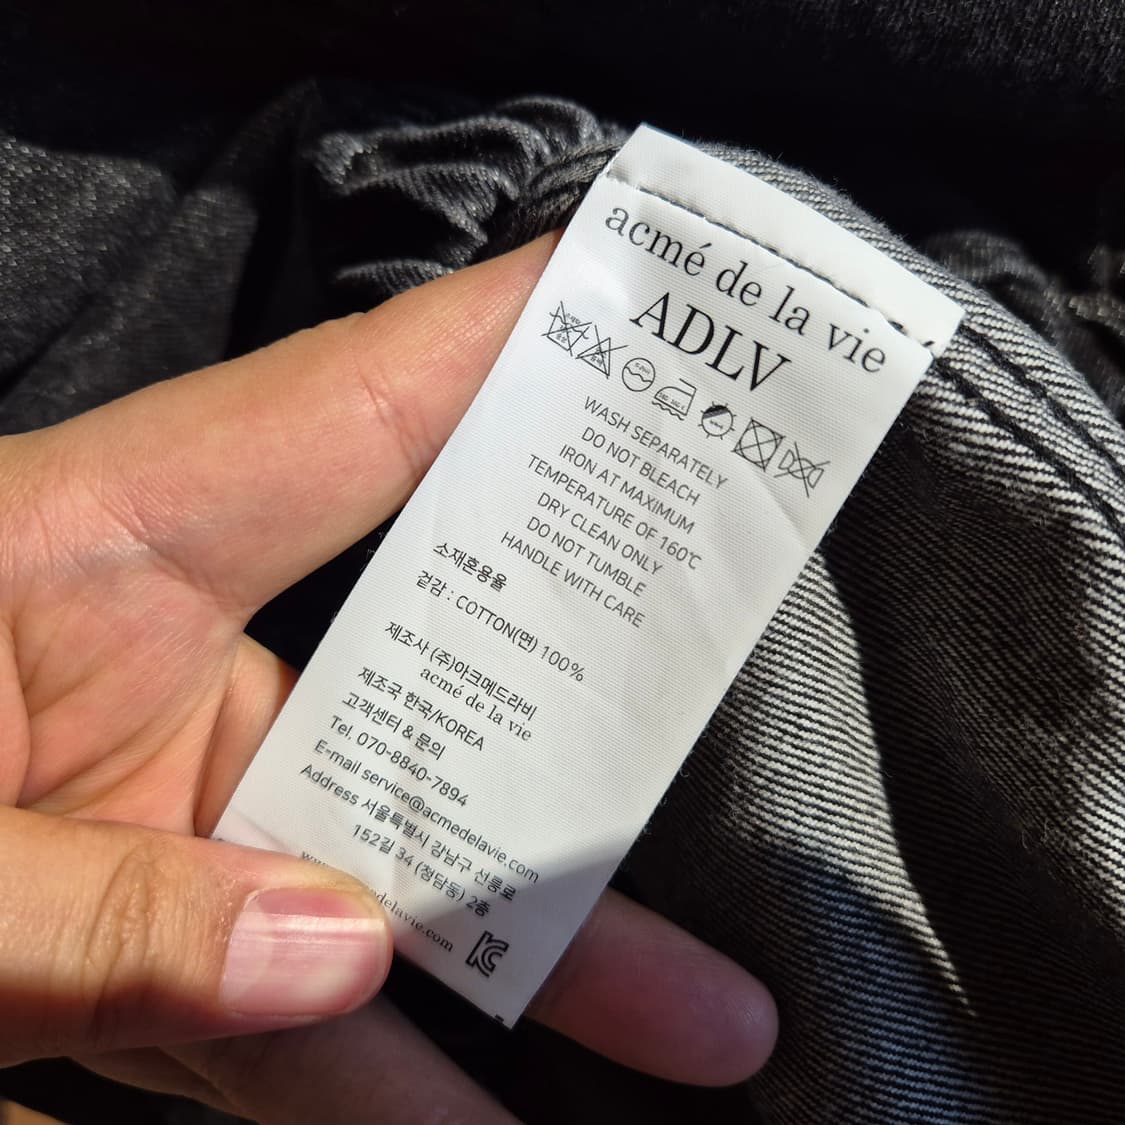 acmé de la vie
ADLV
WASH SEPARATELY
DO NOT BLEACH
IRON AT MAXIMUM
TEMPERATURE OF 160℃
DRY CLEAN ONLY
DO NOT TUMBLE
HANDLE WITH CARE
소재혼용율
겉감 : COTTON(면) 100%
제조사 (주)아크메드라비
acmé de la vie
제조국 한국/KOREA
고객센터 & 문의
Tel. 070-8840-7894
E-mail service@acmedelavie.com
Address 서울특별시 강남구 선릉로
152길 34 (청담동) 2층